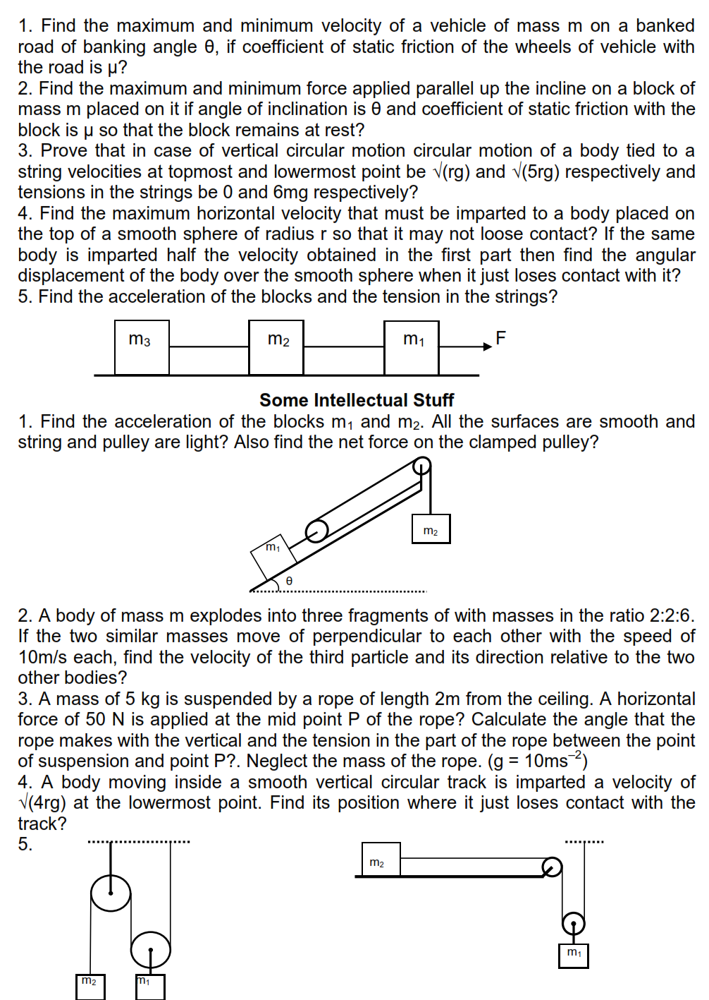 1. Find the maximum and minimum velocity of a vehicle of mass m on a banked
road of banking angle θ, if coefficient of static friction of the wheels of vehicle with
the road is µ?
2. Find the maximum and minimum force applied parallel up the incline on a block of
mass m placed on it if angle of inclination is θ and coefficient of static friction with the
block is µ so that the block remains at rest?
3. Prove that in case of vertical circular motion circular motion of a body tied to a
string velocities at topmost and lowermost point be √(rg) and √(5rg) respectively and
tensions in the strings be 0 and 6mg respectively?
4. Find the maximum horizontal velocity that must be imparted to a body placed on
the top of a smooth sphere of radius r so that it may not loose contact? If the same
body is imparted half the velocity obtained in the first part then find the angular
displacement of the body over the smooth sphere when it just loses contact with it?
5. Find the acceleration of the blocks and the tension in the strings?
m₃ m₂ m₁ F
Some Intellectual Stuff
1. Find the acceleration of the blocks m₁ and m₂. All the surfaces are smooth and
string and pulley are light? Also find the net force on the clamped pulley?
m₂
m₁
θ
2. A body of mass m explodes into three fragments of with masses in the ratio 2:2:6.
If the two similar masses move of perpendicular to each other with the speed of
10m/s each, find the velocity of the third particle and its direction relative to the two
other bodies?
3. A mass of 5 kg is suspended by a rope of length 2m from the ceiling. A horizontal
force of 50 N is applied at the mid point P of the rope? Calculate the angle that the
rope makes with the vertical and the tension in the part of the rope between the point
of suspension and point P?. Neglect the mass of the rope. (g = 10ms⁻²)
4. A body moving inside a smooth vertical circular track is imparted a velocity of
√(4rg) at the lowermost point. Find its position where it just loses contact with the
track?
5.
m₂
m₁
m₂ m₁